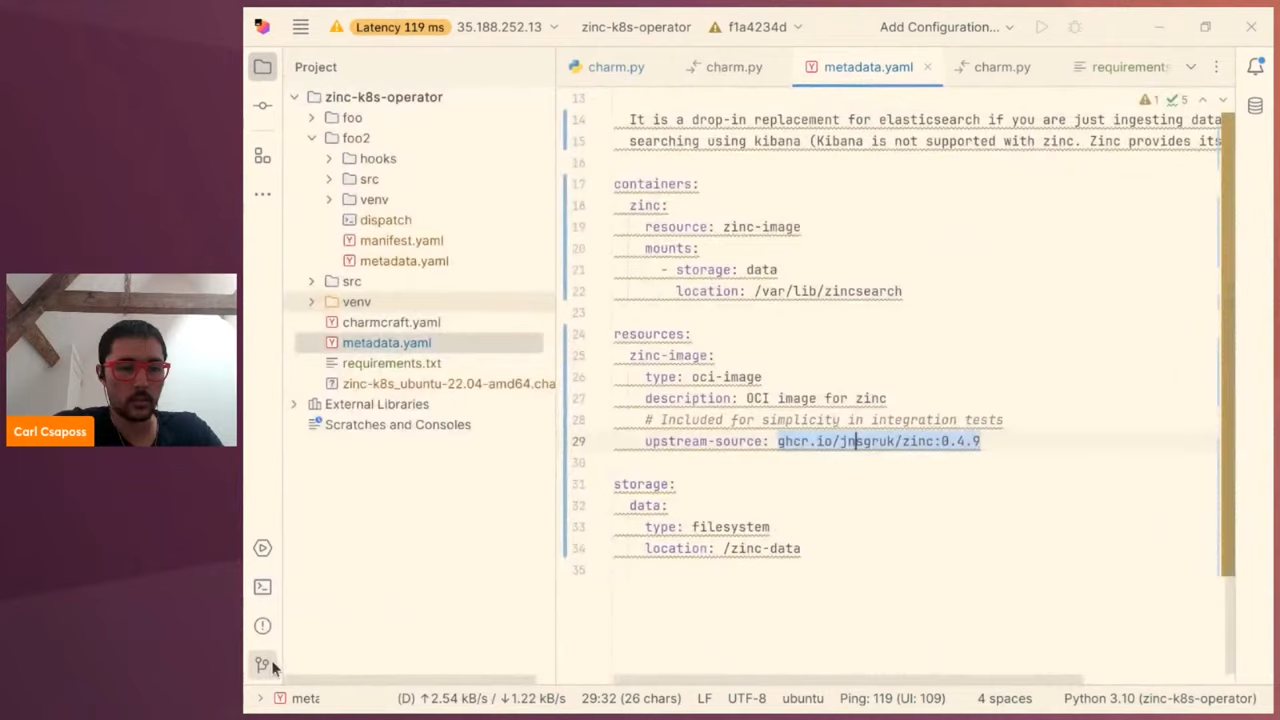 Latency 119 ms 35.188.252.13 zinc-k8s-operator f1a4234d Add Configuration...
Project
charm.py charm.py metadata.yaml charm.py requirements
zinc-k8s-operator
foo
foo2
hooks
src
venv
dispatch
manifest.yaml
metadata.yaml
src
venv
charmcraft.yaml
metadata.yaml
requirements.txt
zinc-k8s_ubuntu-22.04-amd64.cha
External Libraries
Scratches and Consoles
1 5
13
14 It is a drop-in replacement for elasticsearch if you are just ingesting data
15 searching using kibana (Kibana is not supported with zinc. Zinc provides its
16
17 containers:
18 zinc:
19 resource: zinc-image
20 mounts:
21 - storage: data
22 location: /var/lib/zincsearch
23
24 resources:
25 zinc-image:
26 type: oci-image
27 description: OCI image for zinc
28 # Included for simplicity in integration tests
29 upstream-source: ghcr.io/jnsgruk/zinc:0.4.9
30
31 storage:
32 data:
33 type: filesystem
34 location: /zinc-data
35
Carl Csaposs
meta (D) ↑2.54 kB/s / ↓1.22 kB/s 29:32 (26 chars) LF UTF-8 ubuntu Ping: 119 (UI: 109) 4 spaces Python 3.10 (zinc-k8s-operator)